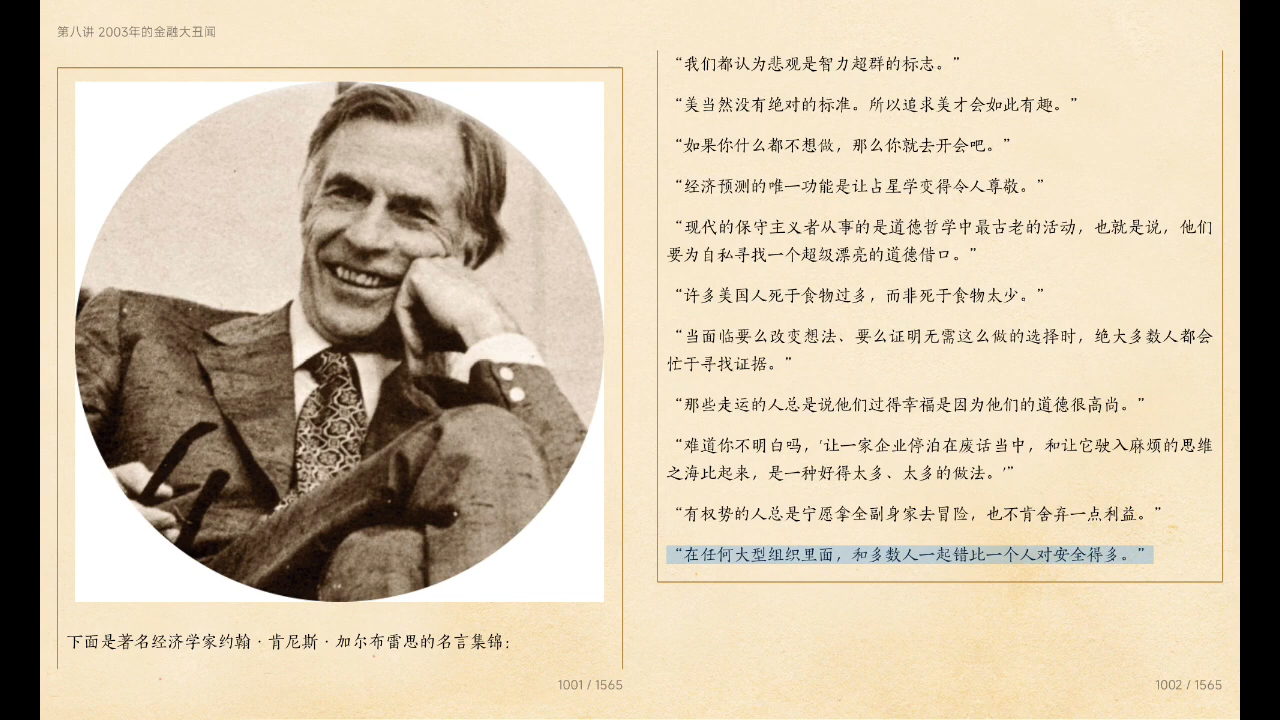 第八讲 2003年的金融大丑闻
下面是著名经济学家约翰·肯尼斯·加尔布雷思的名言集锦：
1001 / 1565
“我们都认为悲观是智力超群的标志。”
“美当然没有绝对的标准。所以追求美才会如此有趣。”
“如果你什么都不想做，那么你就去开会吧。”
“经济预测的唯一功能是让占星学变得令人尊敬。”
“现代的保守主义者从事的是道德哲学中最古老的活动，也就是说，他们
要为自私寻找一个超级漂亮的道德借口。”
“许多美国人死于食物过多，而非死于食物太少。”
“当面临要么改变想法、要么证明无需这么做的选择时，绝大多数人都会
忙于寻找证据。”
“那些走运的人总是说他们过得幸福是因为他们的道德很高尚。”
“难道你不明白吗，‘让一家企业停泊在废话当中，和让它驶入麻烦的思维
之海比起来，是一种好得太多、太多的做法。’”
“有权势的人总是宁愿拿全副身家去冒险，也不肯舍弃一点利益。”
“在任何大型组织里面，和多数人一起错比一个人对安全得多。”
1002 / 1565